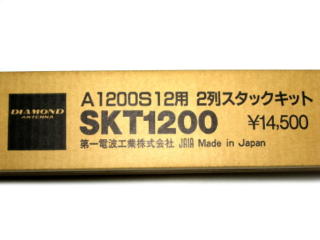 DIAMOND
ANTENNA
A1200S12用 2列スタックキット
SKT1200 ¥14,500
第一電波工業株式会社 JAIA Made in Japan